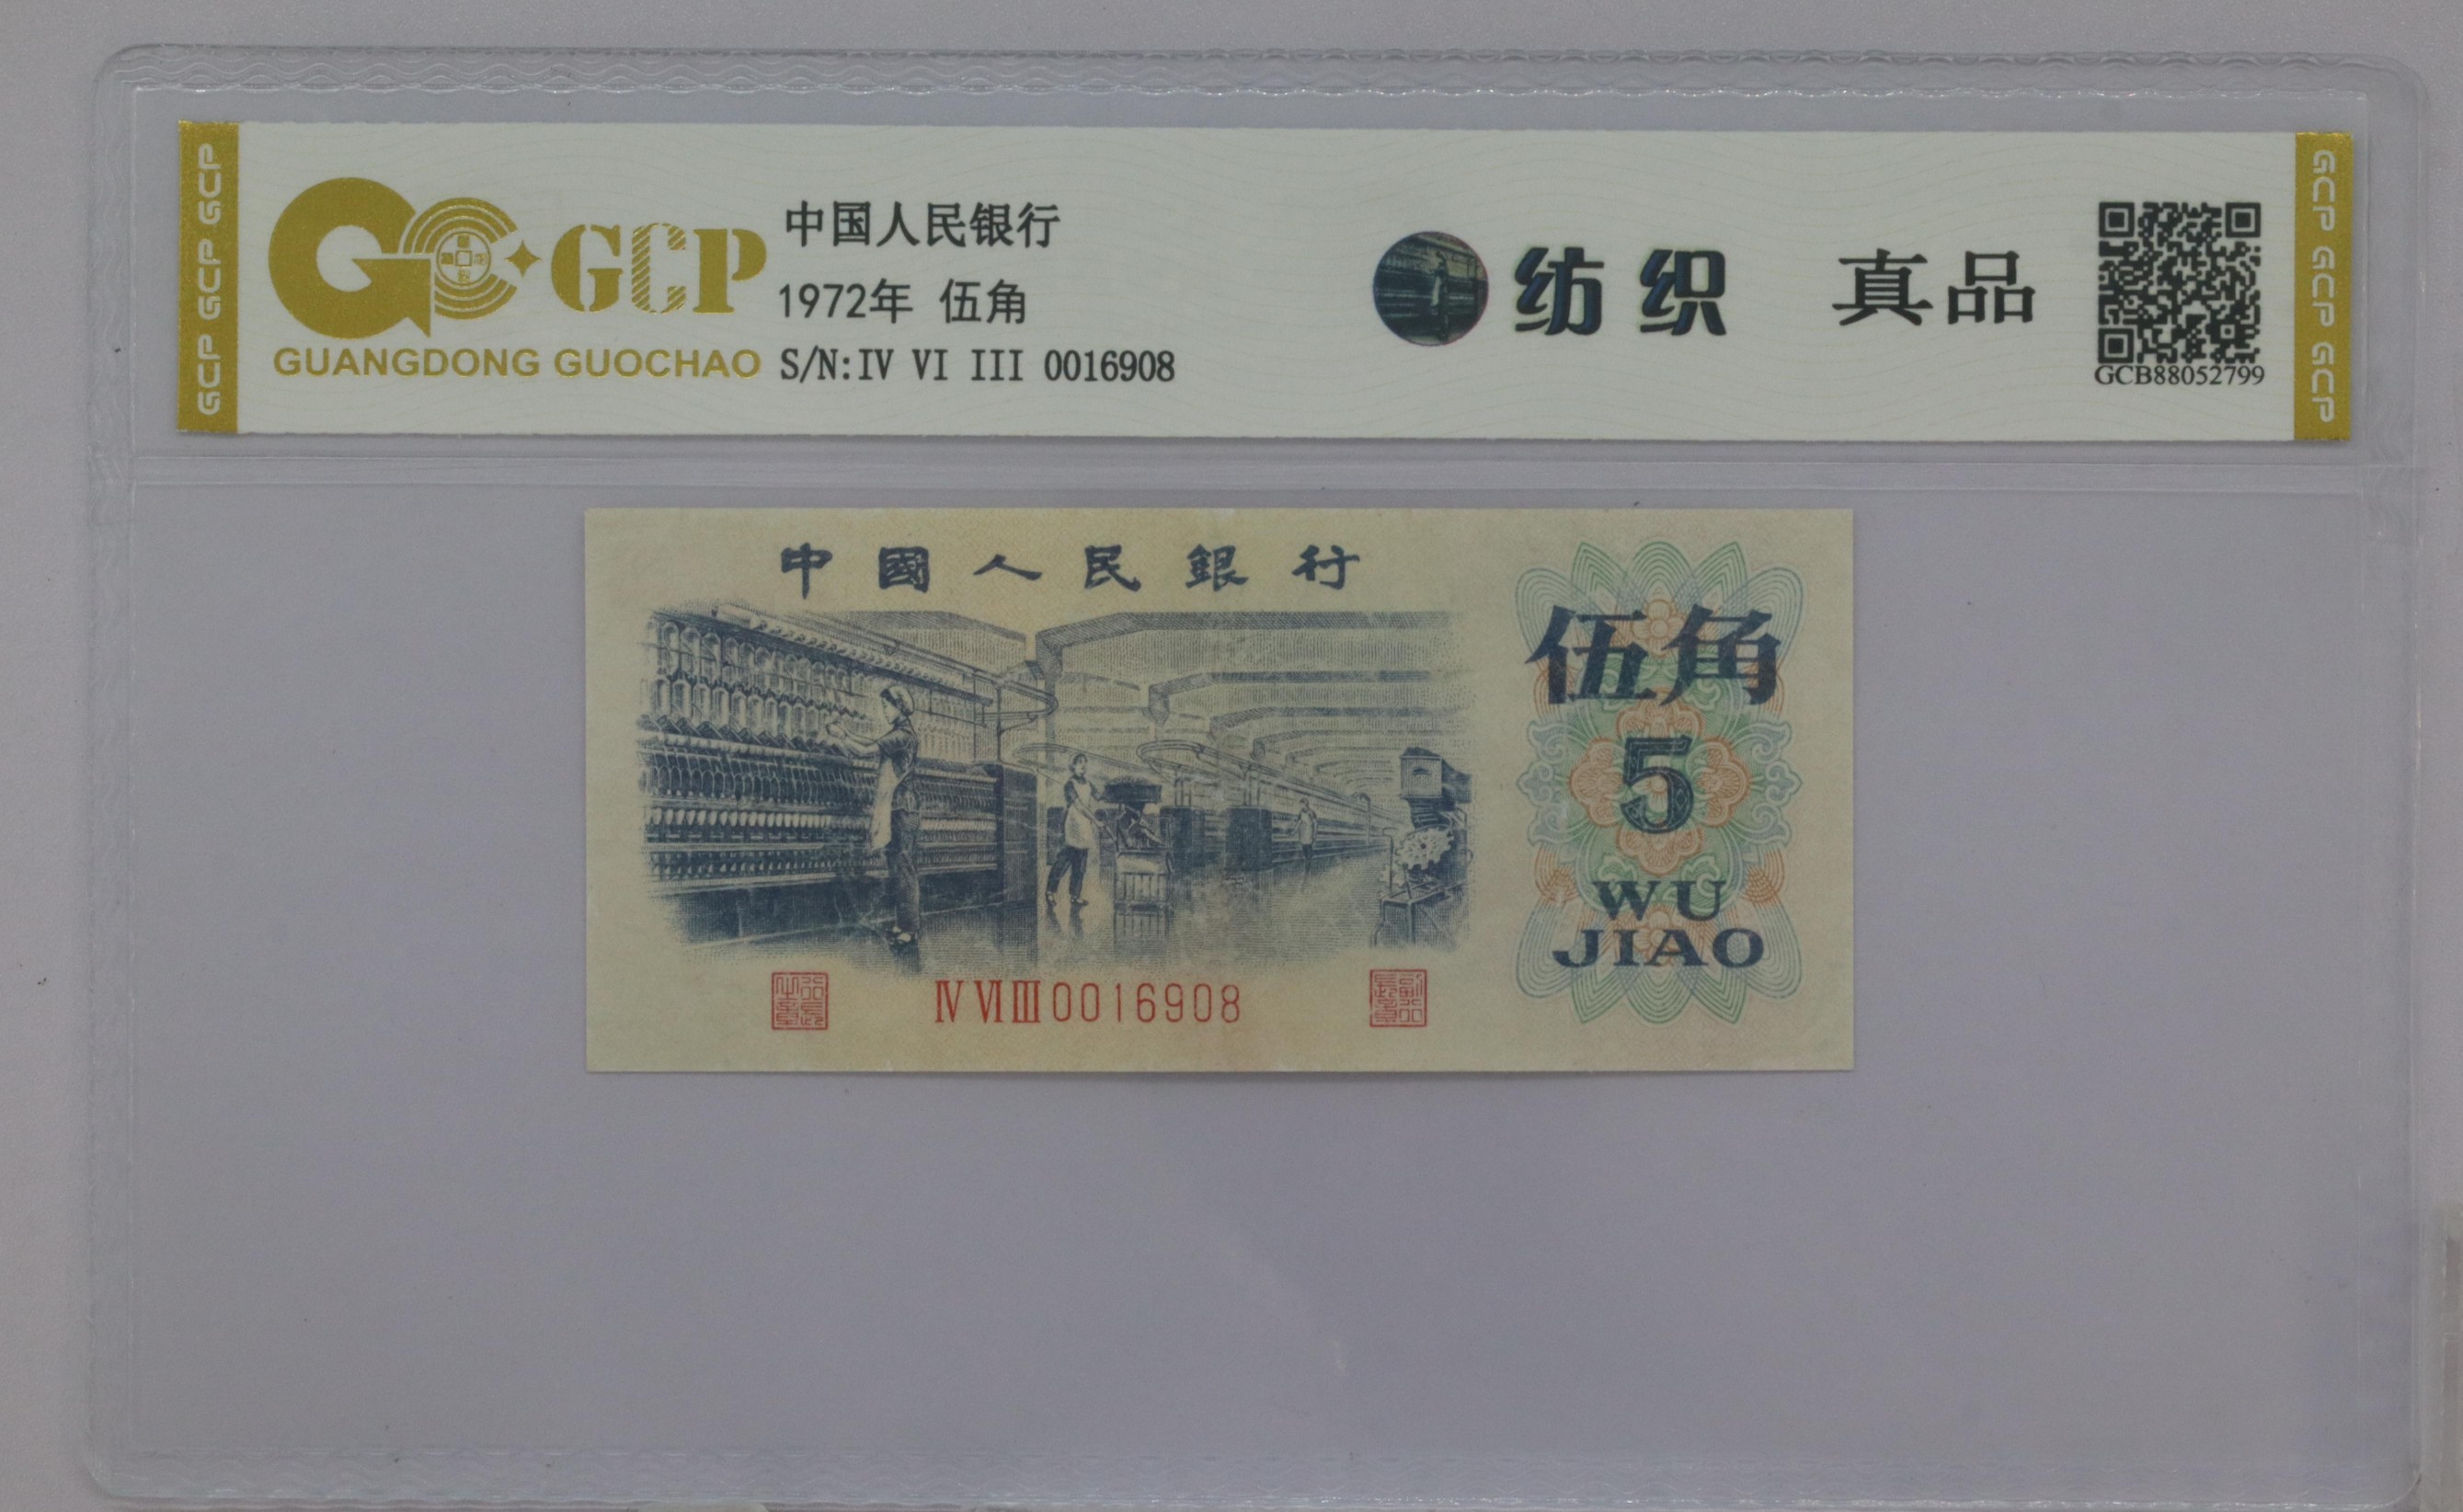 GCP GCP GCP
GCP
GUANGDONG GUOCHAO
中国人民银行
1972年 伍角
S/N:IV VI III 0016908
纺织 真品
GCB88052799
GCP GCP GCP
中國人民銀行
伍角
5
WU
JIAO
Ⅳ Ⅵ Ⅲ 0016908